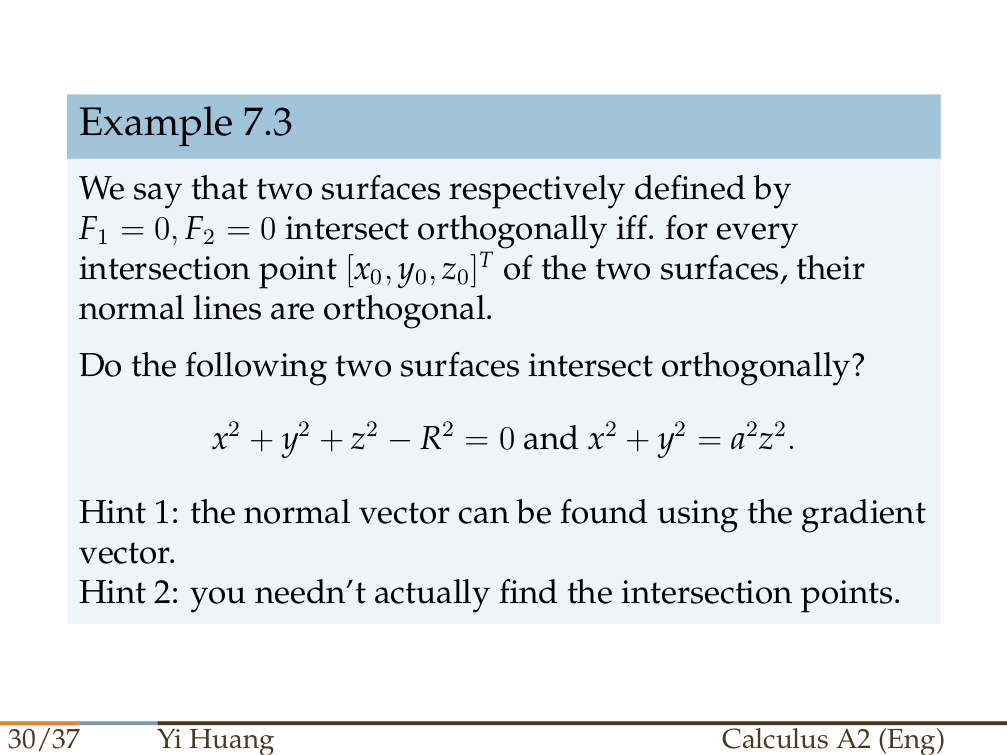 Example 7.3
We say that two surfaces respectively defined by
F₁ = 0, F₂ = 0 intersect orthogonally iff. for every
intersection point [x₀, y₀, z₀]ᵀ of the two surfaces, their
normal lines are orthogonal.
Do the following two surfaces intersect orthogonally?
x² + y² + z² − R² = 0 and x² + y² = a²z².
Hint 1: the normal vector can be found using the gradient
vector.
Hint 2: you needn’t actually find the intersection points.
30/37 Yi Huang Calculus A2 (Eng)